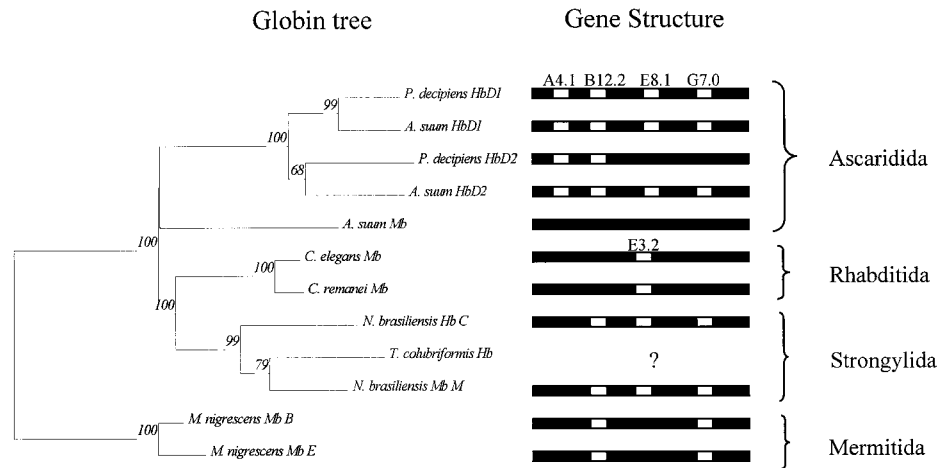 Globin tree Gene Structure
A4.1 B12.2 E8.1 G7.0
P. decipiens HbD1
99
A. suum HbD1
100
P. decipiens HbD2
68
Ascaridida
A. suum HbD2
A. suum Mb
100
E3.2
C. elegans Mb
100
Rhabditida
C. remanei Mb
100
N. brasiliensis Hb C
99
T. colubriformis Hb ?
Strongylida
79
N. brasiliensis Mb M
M. nigrescens Mb B
100
Mermitida
M. nigrescens Mb E